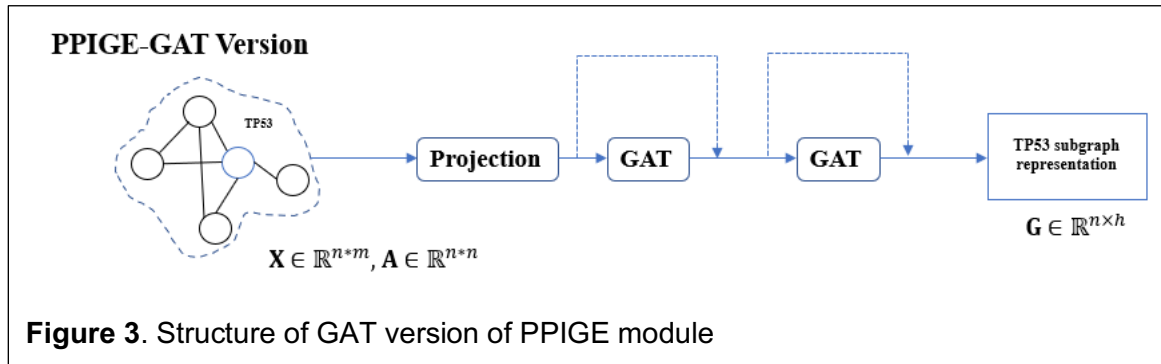 PPIGE-GAT Version
TP53
Projection
GAT
GAT
TP53 subgraph
representation
𝐗 ∈ ℝ^{n*m}, 𝐀 ∈ ℝ^{n*n}
𝐆 ∈ ℝ^{n×h}
Figure 3. Structure of GAT version of PPIGE module